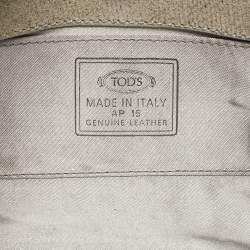 TOD'S
MADE IN ITALY
AP 15
GENUINE LEATHER